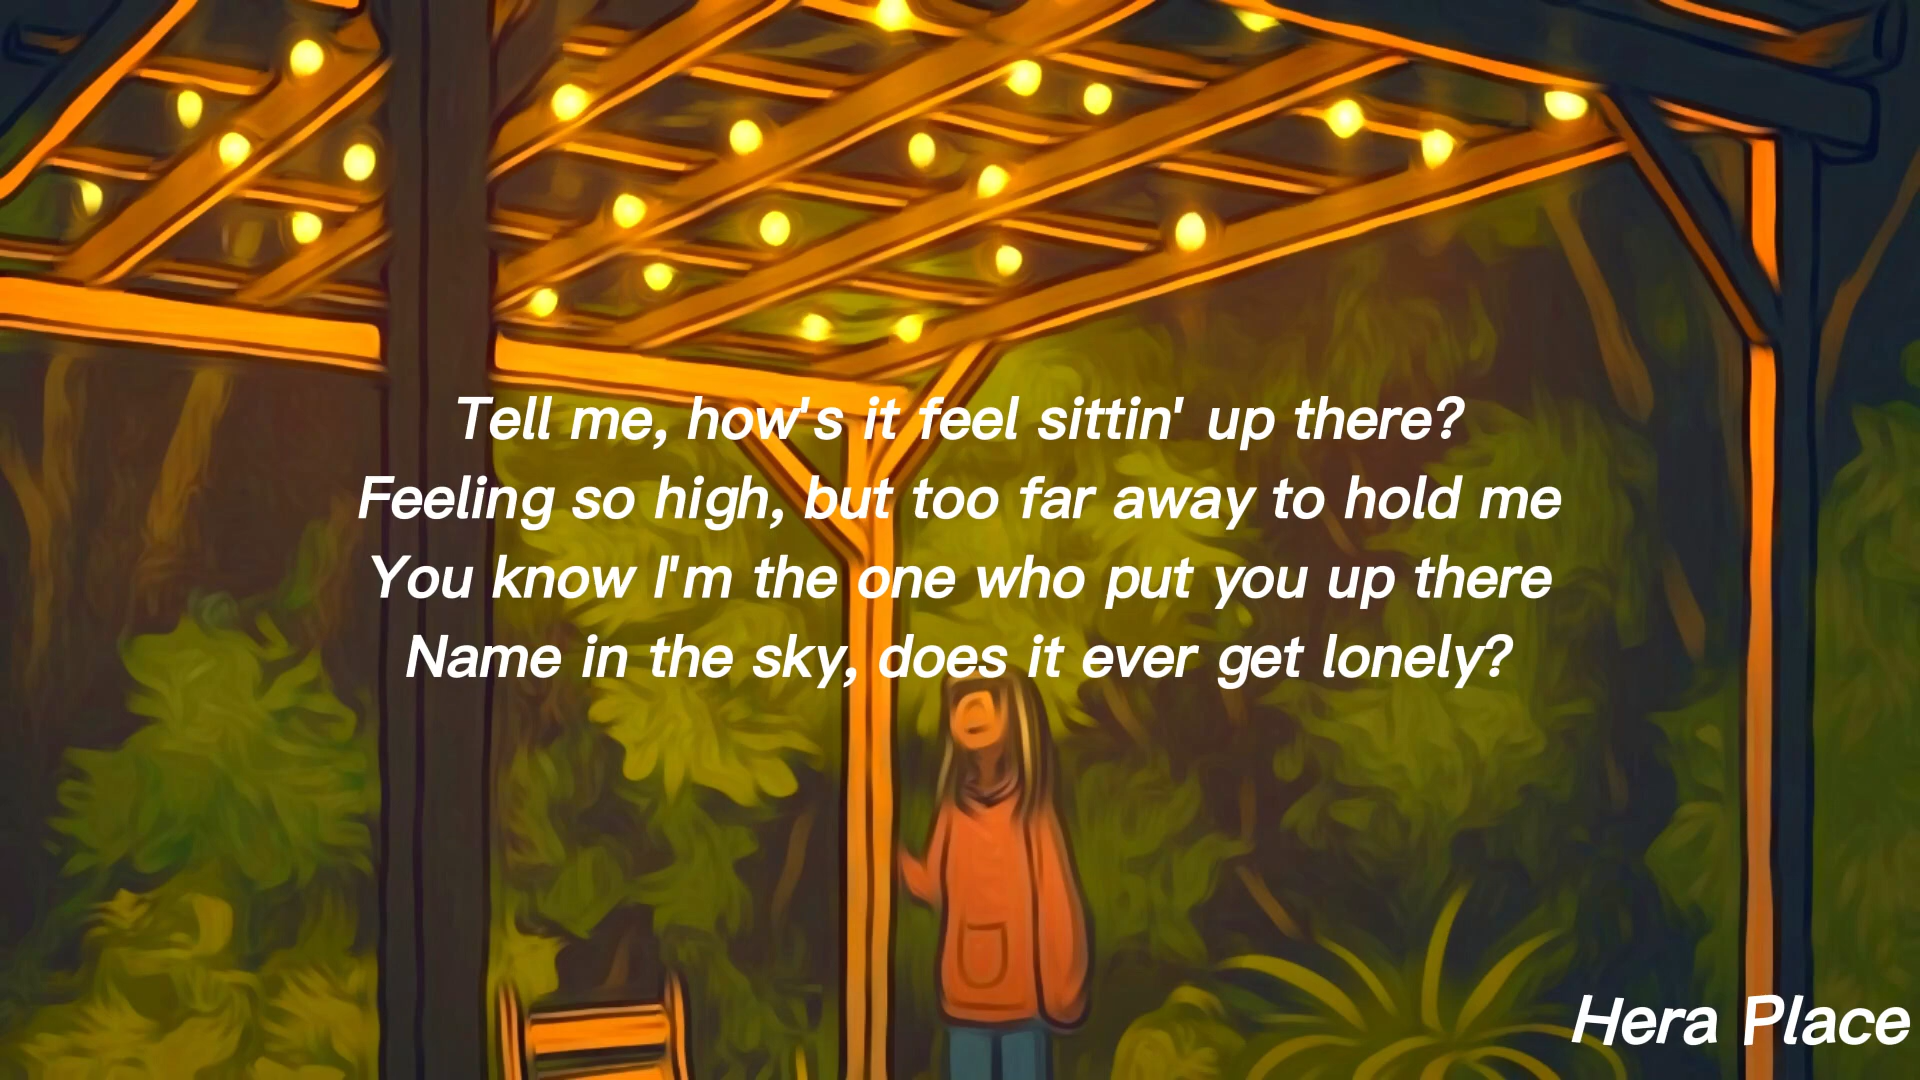 Tell me, how's it feel sittin' up there?
Feeling so high, but too far away to hold me
You know I'm the one who put you up there
Name in the sky, does it ever get lonely?
Hera Place